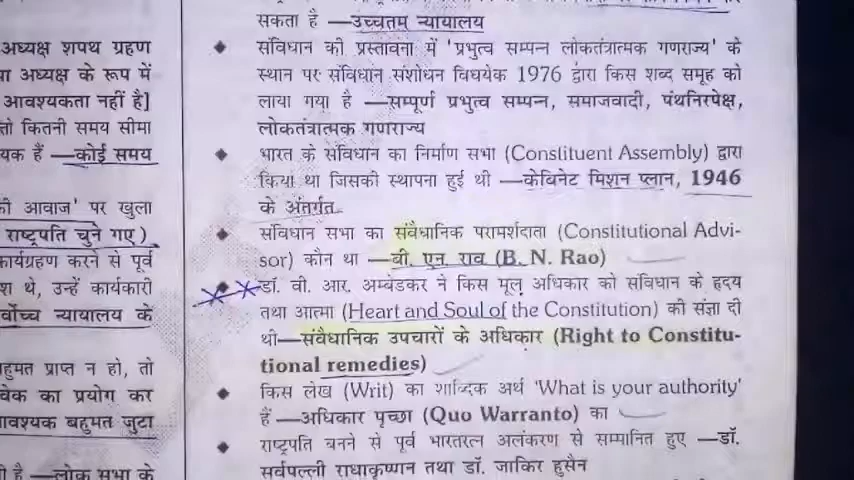 अध्यक्ष शपथ ग्रहण
अध्यक्ष के रूप में
आवश्यकता नहीं है]
तो कितनी समय सीमा
यक हैं —कोई समय
की आवाज' पर खुला
राष्ट्रपति चुने गए)
कार्यग्रहण करने से पूर्व
श थे, उन्हें कार्यकारी
र्वोच्च न्यायालय के
हुमत प्राप्त न हो, तो
वेक का प्रयोग कर
आवश्यक बहुमत जुटा
है —लोक सभा के
सकता है —उच्चतम न्यायालय
◆ संविधान की प्रस्तावना में 'प्रभुत्व सम्पन्न लोकतंत्रात्मक गणराज्य' के
स्थान पर संविधान संशोधन विधयेक 1976 द्वारा किस शब्द समूह को
लाया गया है —सम्पूर्ण प्रभुत्व सम्पन्न, समाजवादी, पंथनिरपेक्ष,
लोकतंत्रात्मक गणराज्य
◆ भारत के संविधान का निर्माण सभा (Constituent Assembly) द्वारा
किया था जिसकी स्थापना हुई थी —केबिनेट मिशन प्लान, 1946
के अंतर्गत
◆ संविधान सभा का संवैधानिक परामर्शदाता (Constitutional Advi-
sor) कौन था —बी. एन. राव (B. N. Rao)
◆ डॉ. वी. आर. अम्बेडकर ने किस मूल अधिकार को संविधान के हृदय
तथा आत्मा (Heart and Soul of the Constitution) की संज्ञा दी
थी—संवैधानिक उपचारों के अधिकार (Right to Constitu-
tional remedies)
◆ किस लेख (Writ) का शाब्दिक अर्थ 'What is your authority'
हैं —अधिकार पृच्छा (Quo Warranto) का
◆ राष्ट्रपति चनने से पूर्व भारतरत्न अलंकरण से सम्मानित हुए —डॉ.
सर्वपल्ली राधाकृष्णन तथा डॉ. जाकिर हुसैन